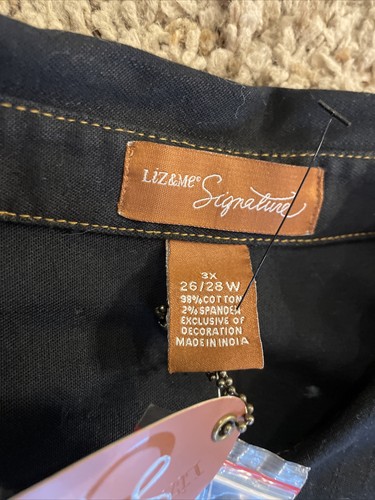 LiZ&Me® Signature
3X
26/28 W
98% COTTON
2% SPANDEX
EXCLUSIVE OF
DECORATION
MADE IN INDIA